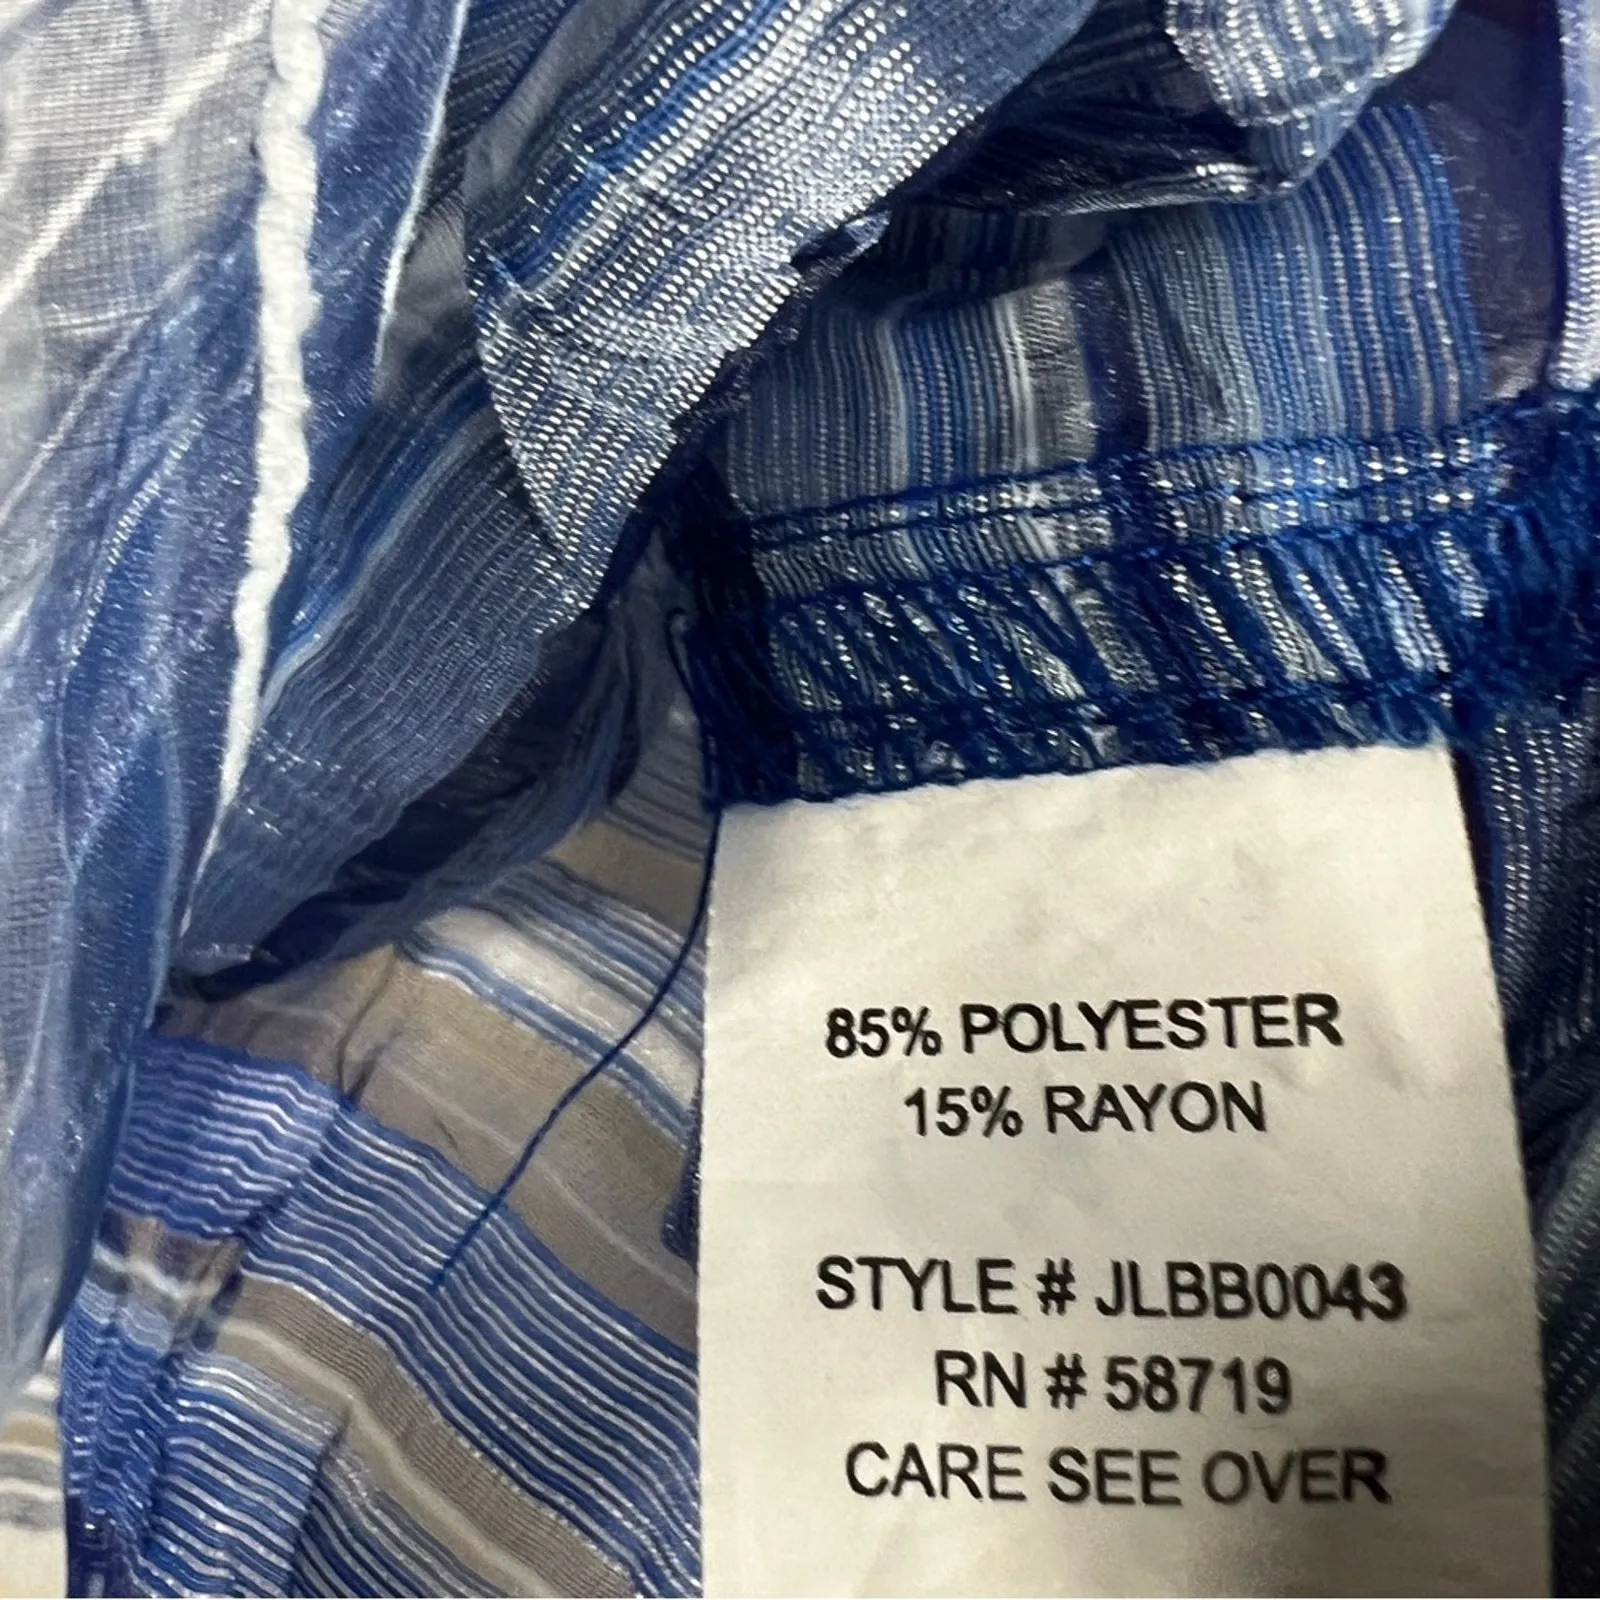 85% POLYESTER
15% RAYON
STYLE # JLBB0043
RN # 58719
CARE SEE OVER